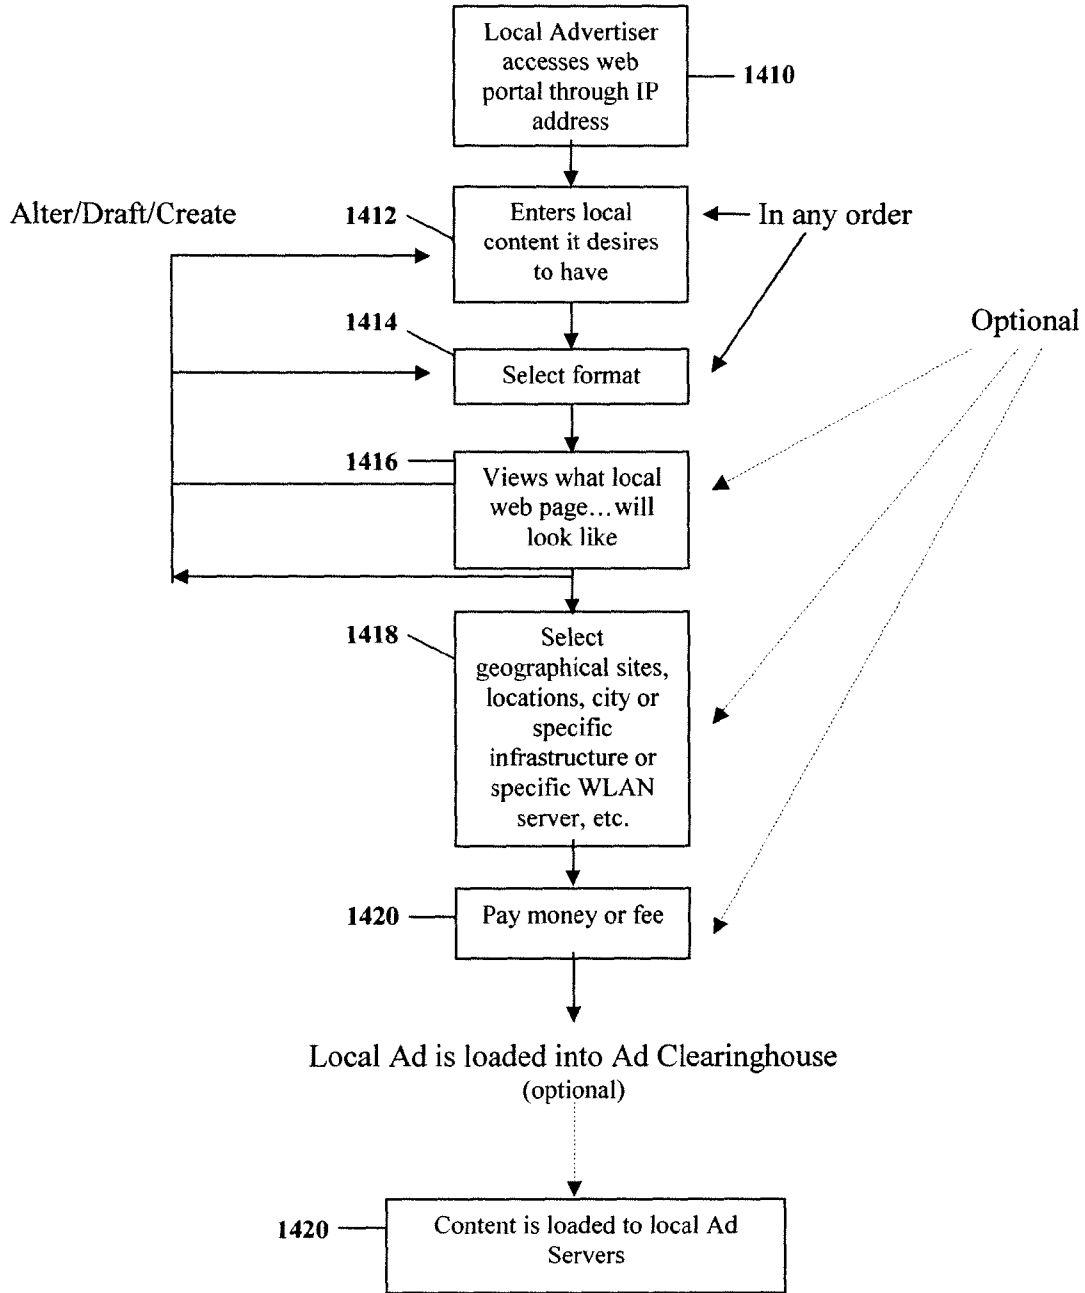 Local Advertiser
accesses web
portal through IP
address
1410
Alter/Draft/Create
1412
Enters local
content it desires
to have
In any order
1414
Select format
Optional
1416
Views what local
web page…will
look like
1418
Select
geographical sites,
locations, city or
specific
infrastructure or
specific WLAN
server, etc.
1420
Pay money or fee
Local Ad is loaded into Ad Clearinghouse
(optional)
1420
Content is loaded to local Ad
Servers